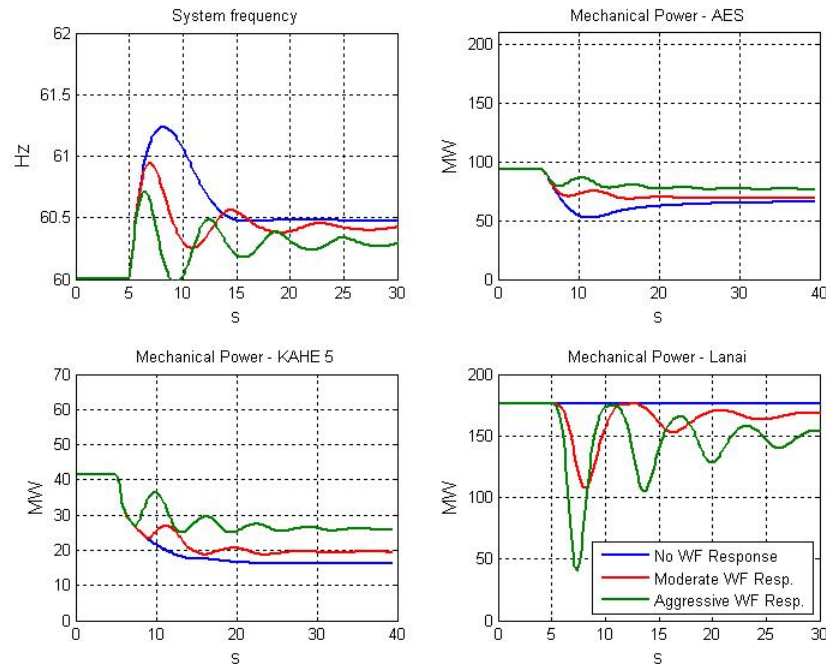 System frequency
62
61.5
61
60.5
60
Hz
0 5 10 15 20 25 30
s
Mechanical Power - AES
200
150
100
50
0
MW
0 10 20 30 40
s
Mechanical Power - KAHE 5
70
60
50
40
30
20
10
0
MW
0 10 20 30 40
s
Mechanical Power - Lanai
200
150
100
50
0
MW
0 5 10 15 20 25 30
s
No WF Response
Moderate WF Resp.
Aggressive WF Resp.